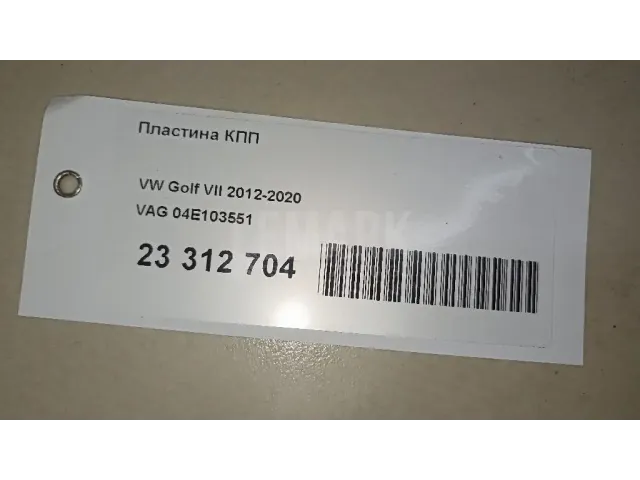 Пластина КПП
VW Golf VII 2012-2020
VAG 04E103551
23 312 704